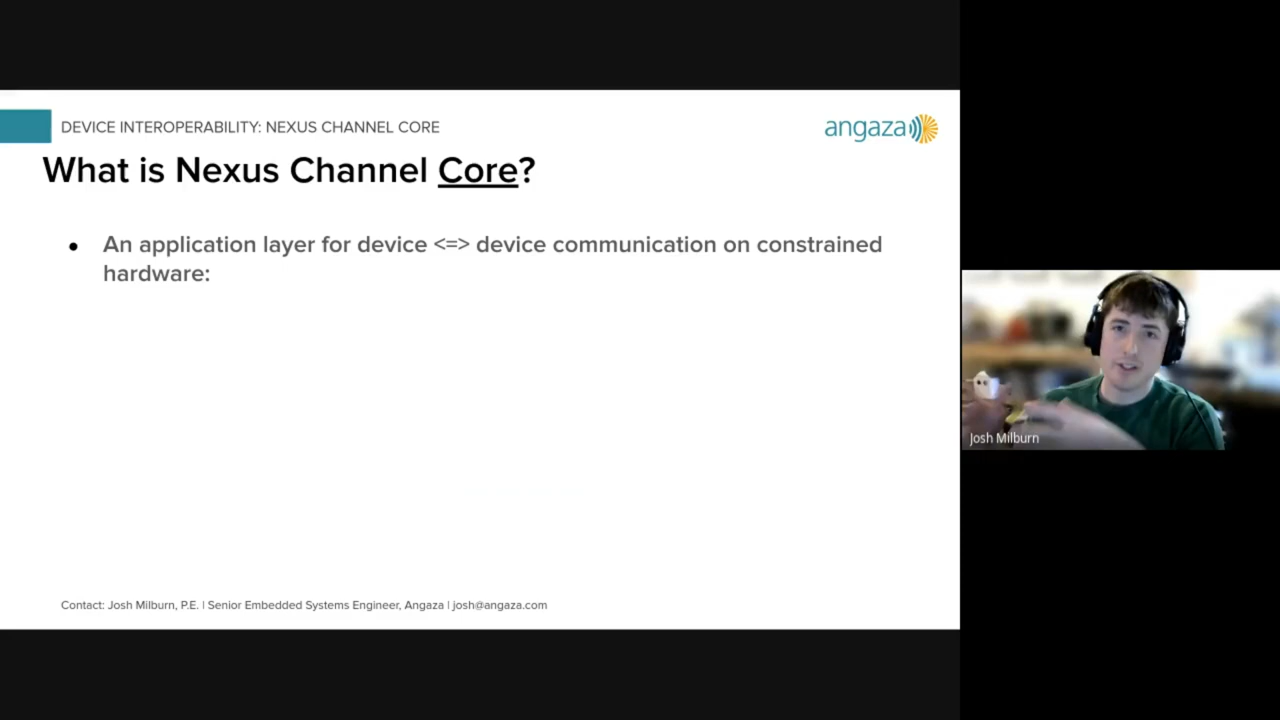 DEVICE INTEROPERABILITY: NEXUS CHANNEL CORE
angaza
What is Nexus Channel Core?
● An application layer for device <=> device communication on constrained
hardware:
Josh Milburn
Contact: Josh Milburn, P.E. | Senior Embedded Systems Engineer, Angaza | josh@angaza.com